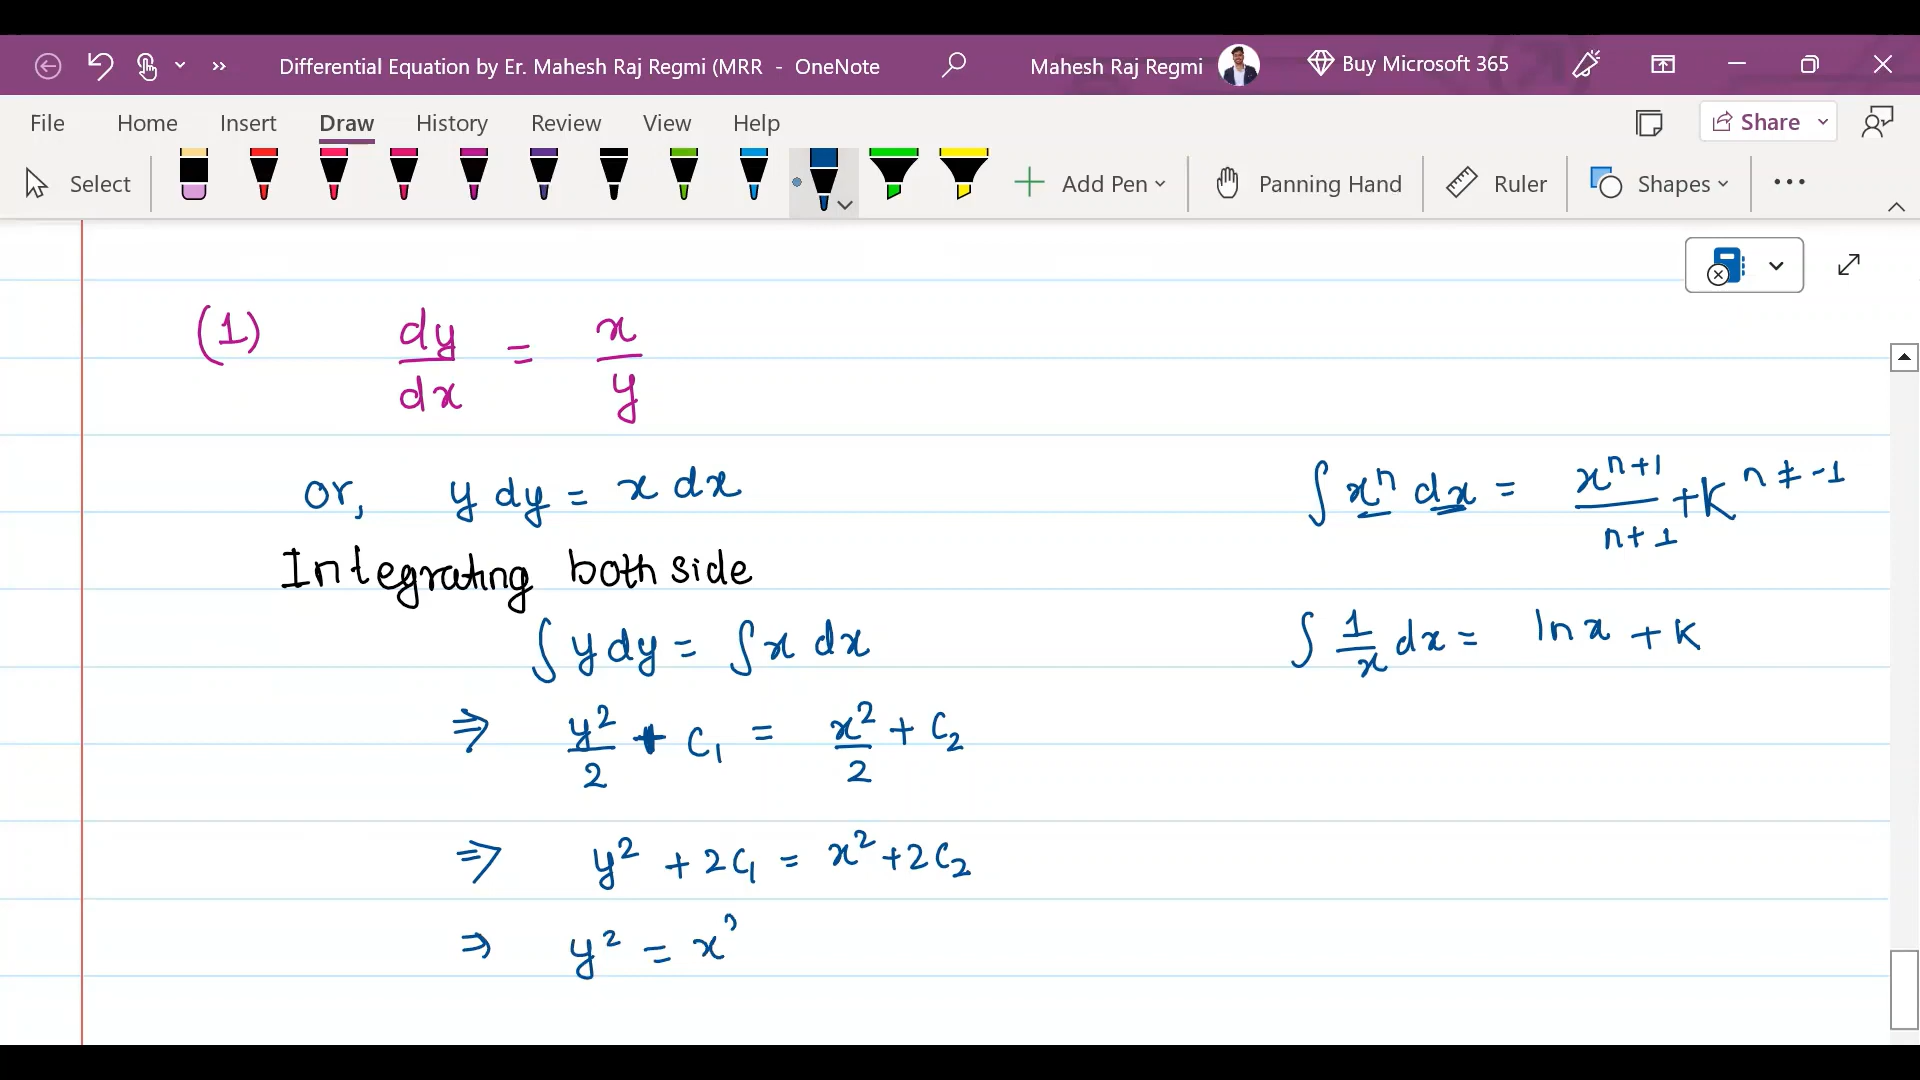 Differential Equation by Er. Mahesh Raj Regmi (MRR - OneNote Mahesh Raj Regmi Buy Microsoft 365
File Home Insert Draw History Review View Help Share
Select Add Pen Panning Hand Ruler Shapes
(1) dy/dx = x/y
or, y dy = x dx
∫ xⁿ dx = xⁿ⁺¹/n+1 + K n ≠ -1
Integrating both side
∫ y dy = ∫ x dx
∫ 1/x dx = ln x + K
⇒ y²/2 + C₁ = x²/2 + C₂
⇒ y² + 2C₁ = x² + 2C₂
⇒ y² = x